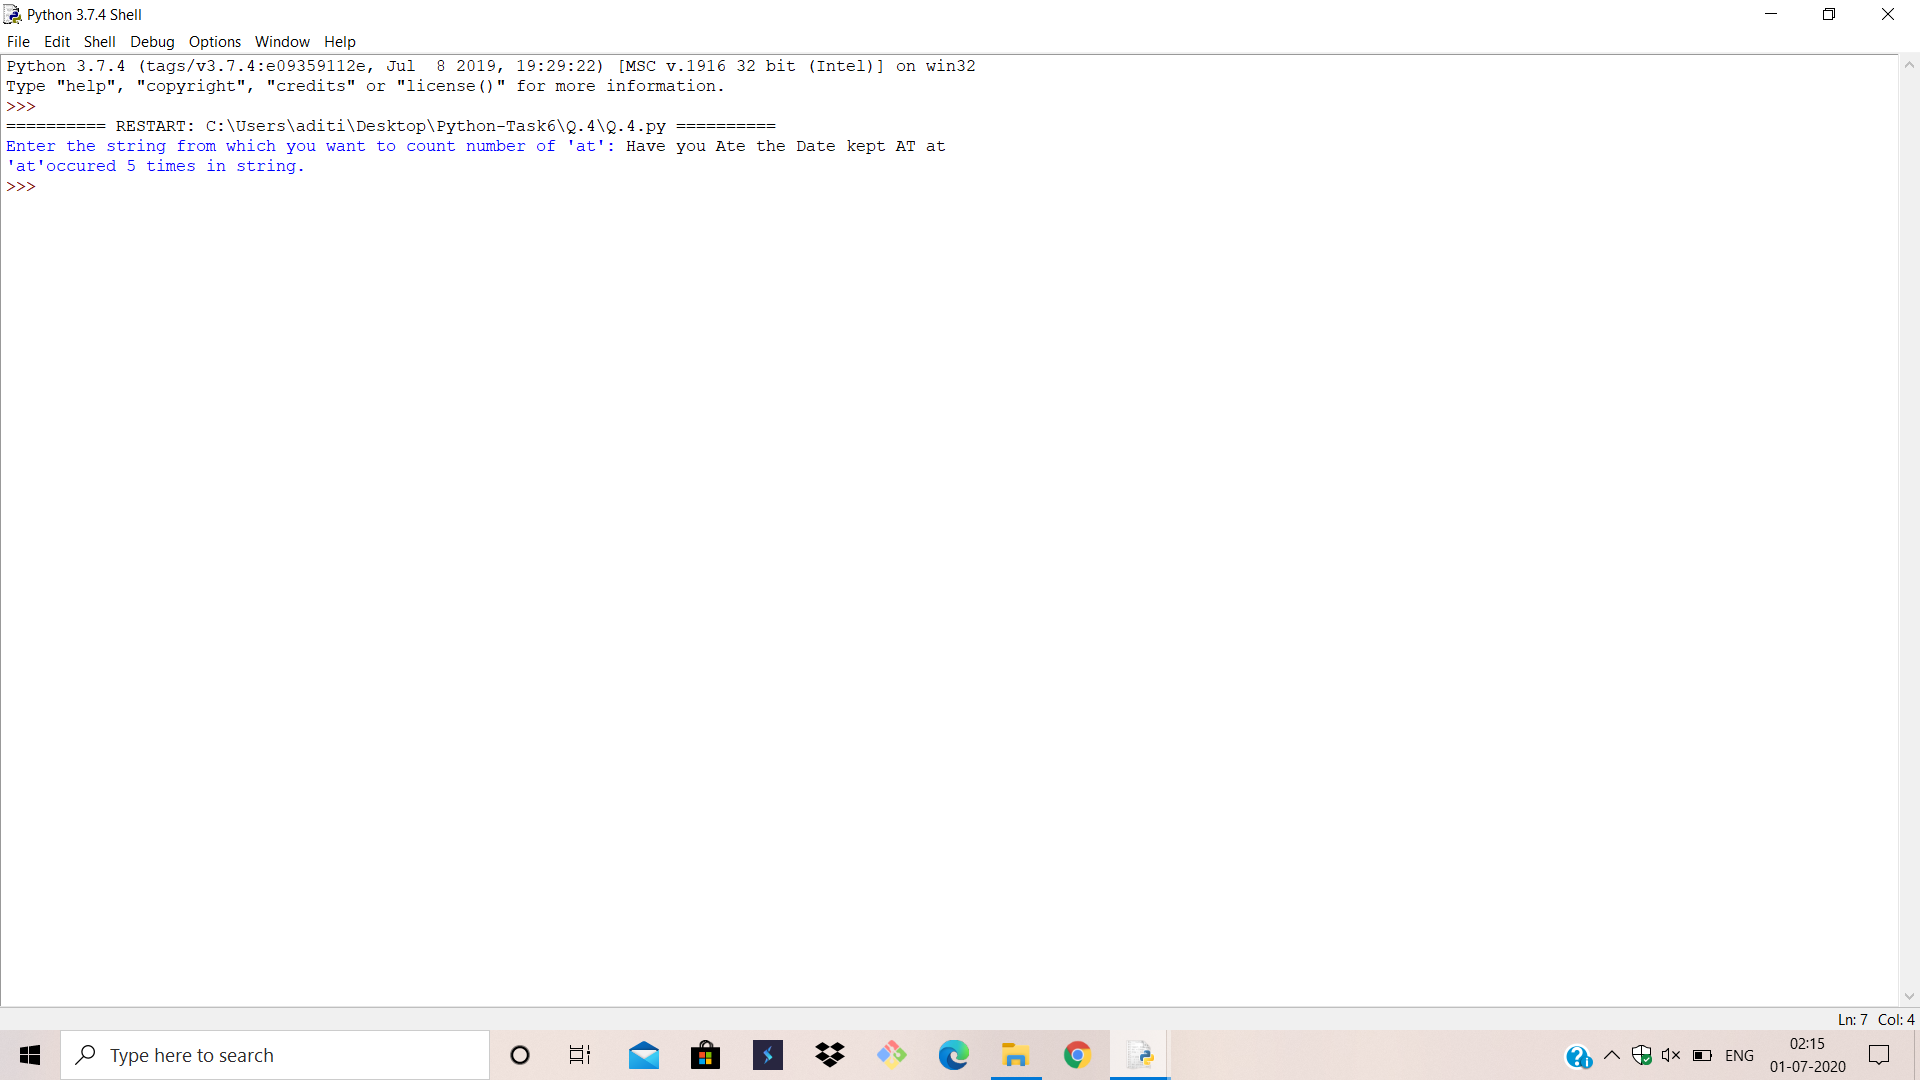 Python 3.7.4 Shell
File Edit Shell Debug Options Window Help
Python 3.7.4 (tags/v3.7.4:e09359112e, Jul  8 2019, 19:29:22) [MSC v.1916 32 bit (Intel)] on win32
Type "help", "copyright", "credits" or "license()" for more information.
>>>
========== RESTART: C:\Users\aditi\Desktop\Python-Task6\Q.4\Q.4.py ==========
Enter the string from which you want to count number of 'at': Have you Ate the Date kept AT at
'at'occured 5 times in string.
>>>
Ln: 7 Col: 4
Type here to search
ENG
02:15
01-07-2020